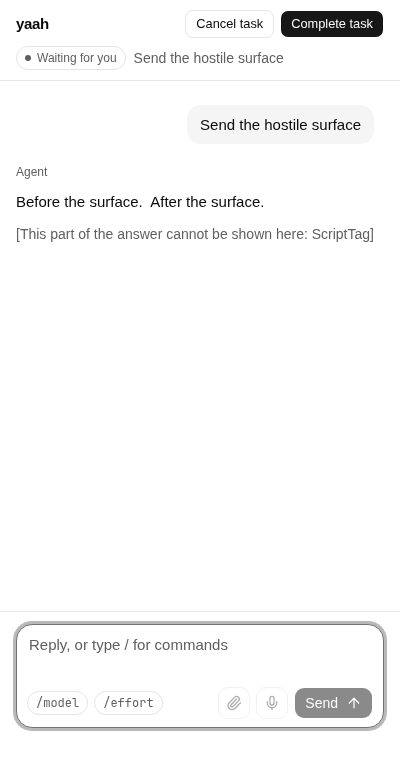 yaah
Cancel task
Complete task
Waiting for you
Send the hostile surface
Send the hostile surface
Agent
Before the surface.  After the surface.
[This part of the answer cannot be shown here: ScriptTag]
Reply, or type / for commands
/model
/effort
Send